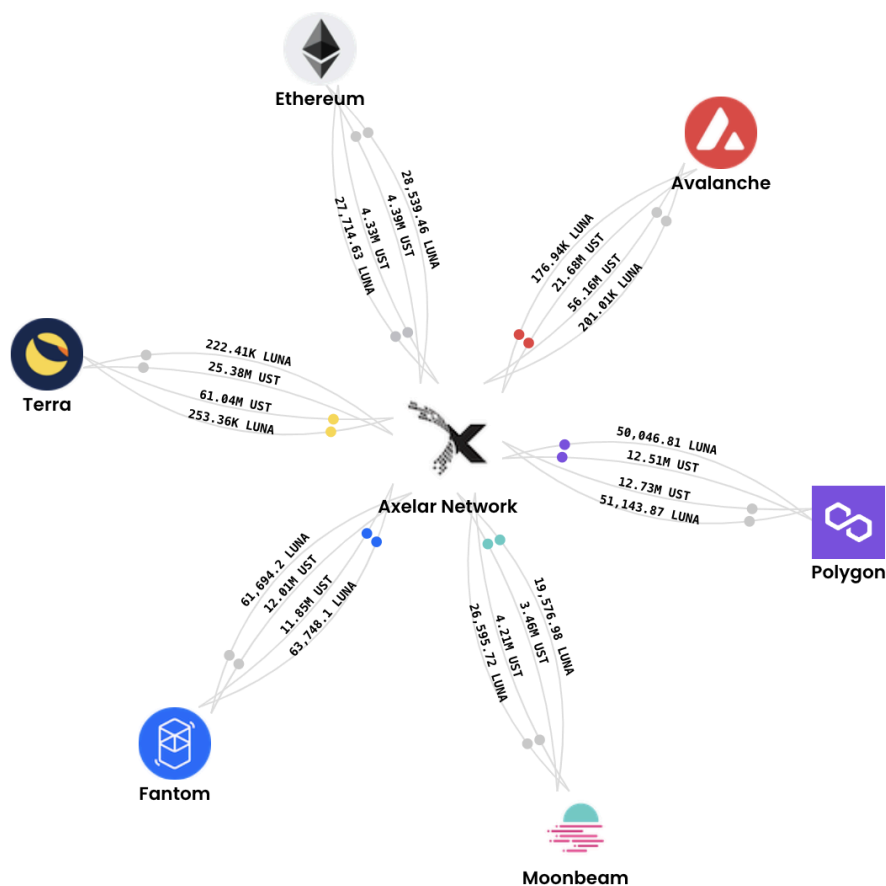 Ethereum
Avalanche
28,539.46 LUNA
4.39M UST
4.33M UST
27,714.63 LUNA
176.94K LUNA
21.68M UST
56.16M UST
201.01K LUNA
Terra
222.41K LUNA
25.38M UST
61.04M UST
253.36K LUNA
Axelar Network
50,046.81 LUNA
12.51M UST
12.73M UST
51,143.87 LUNA
Polygon
61,694.2 LUNA
12.01M UST
11.85M UST
63,748.1 LUNA
19,576.98 LUNA
3.46M UST
4.21M UST
26,595.72 LUNA
Fantom
Moonbeam